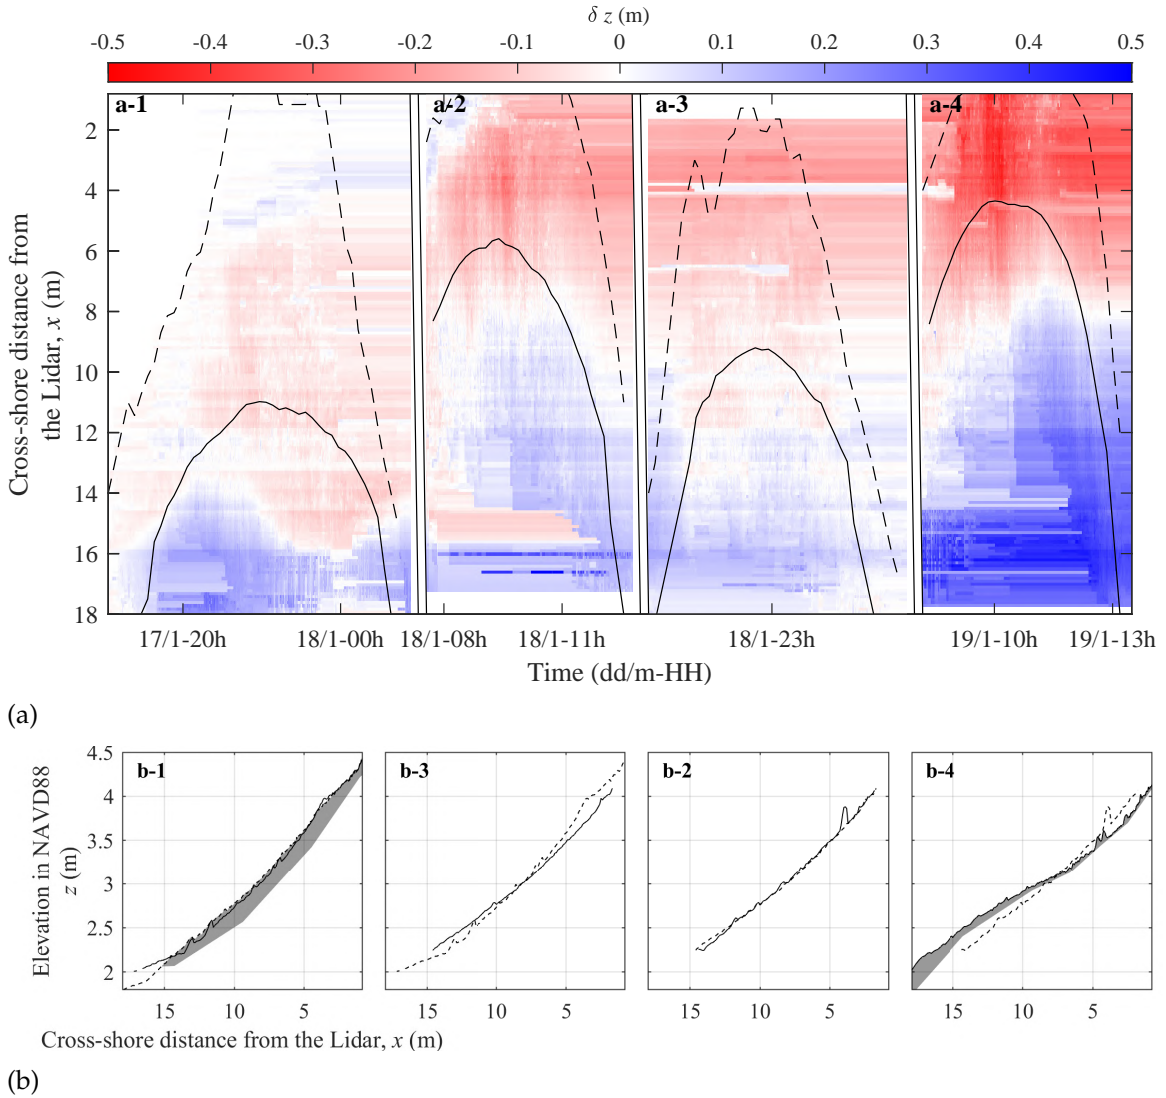 δ z (m)
-0.5 -0.4 -0.3 -0.2 -0.1 0 0.1 0.2 0.3 0.4 0.5
a-1 a-2 a-3 a-4
2
4
6
8
10
12
14
16
18
Cross-shore distance from
the Lidar, x (m)
17/1-20h 18/1-00h 18/1-08h 18/1-11h 18/1-23h 19/1-10h 19/1-13h
Time (dd/m-HH)
(a)
b-1 b-3 b-2 b-4
4.5
4
3.5
3
2.5
2
Elevation in NAVD88
z (m)
15 10 5 15 10 5 15 10 5 15 10 5
Cross-shore distance from the Lidar, x (m)
(b)